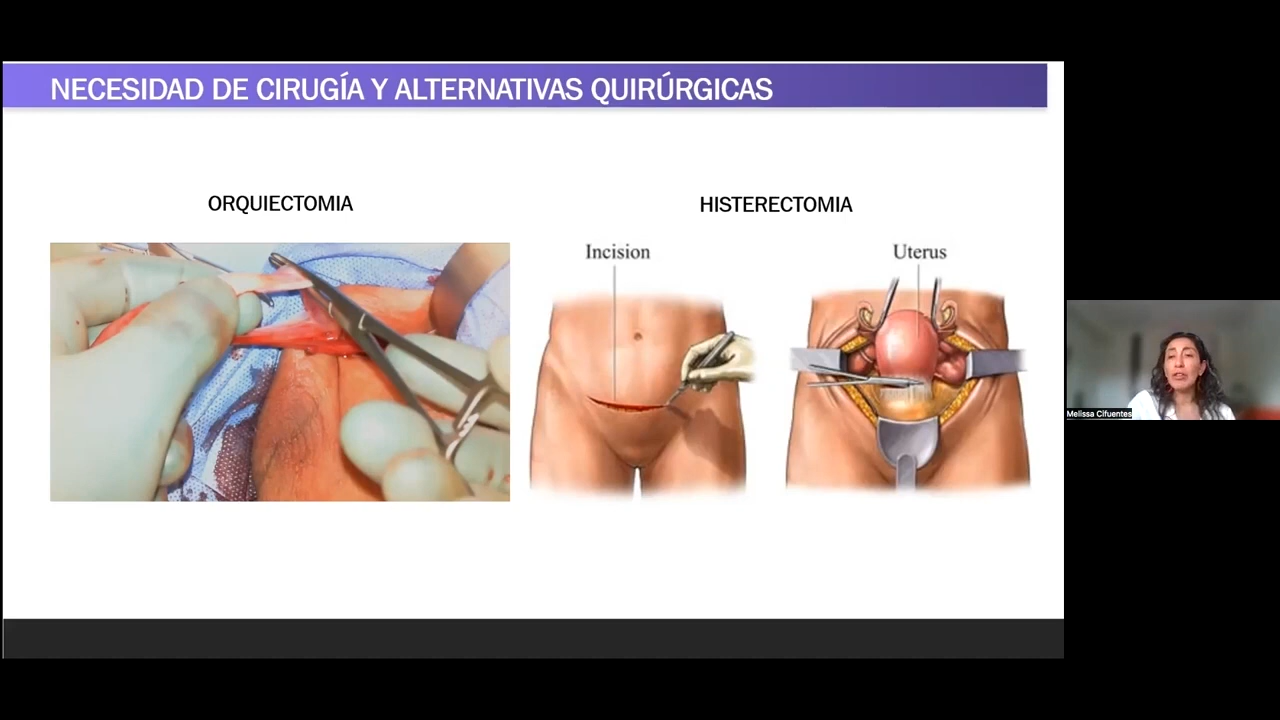 NECESIDAD DE CIRUGÍA Y ALTERNATIVAS QUIRÚRGICAS
ORQUIECTOMIA
HISTERECTOMIA
Incision
Uterus
Melissa Cifuentes